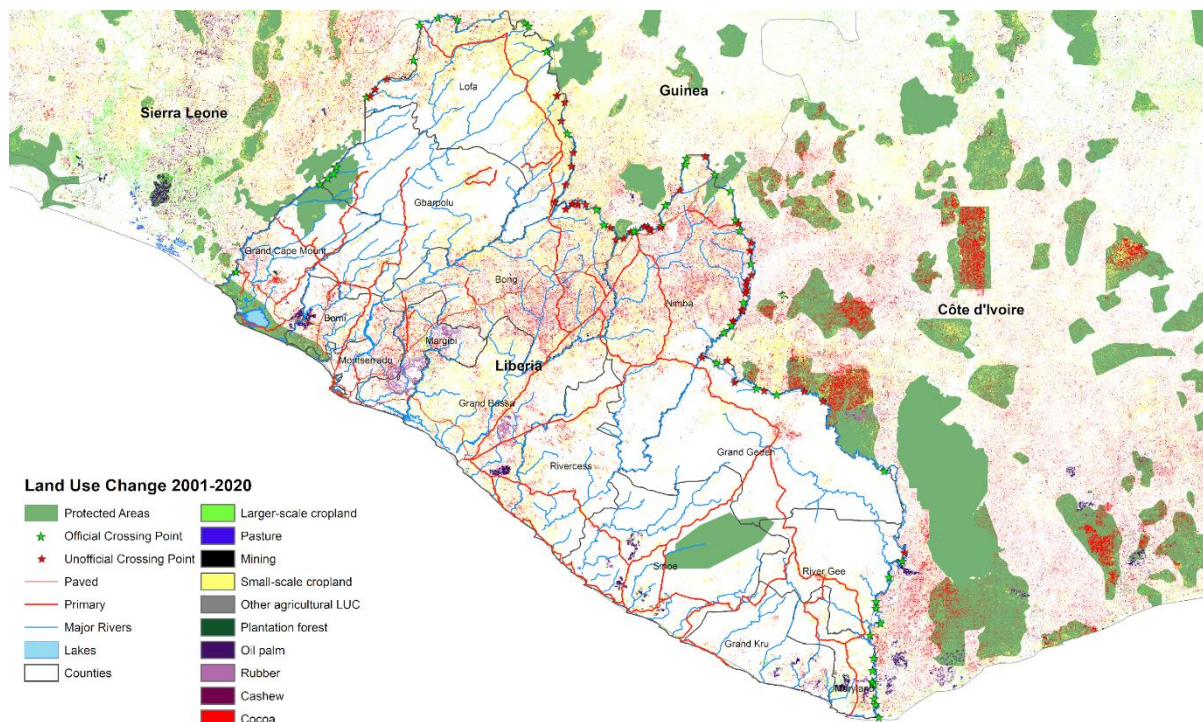 Sierra Leone
Guinea
Côte d'Ivoire
Liberia
Lofa
Gbarpolu
Grand Cape Mount
Bong
Nimba
Bomi
Margibi
Montserrado
Grand Bassa
Rivercess
Grand Gedeh
Sinoe
River Gee
Grand Kru
Maryland
Land Use Change 2001-2020
Protected Areas
Official Crossing Point
Unofficial Crossing Point
Paved
Primary
Major Rivers
Lakes
Counties
Larger-scale cropland
Pasture
Mining
Small-scale cropland
Other agricultural LUC
Plantation forest
Oil palm
Rubber
Cashew
Cocoa